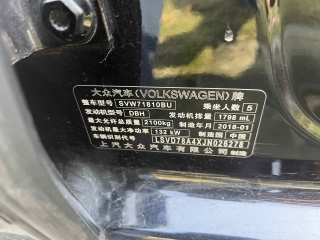 大众汽车(VOLKSWAGEN)牌
整车型号 SVW71810BU 乘坐人数 5
发动机型号 DBH 发动机排量 1798 mL
最大允许总质量 2100kg 制造年月 2018-01
发动机最大净功率 132 kW 制造国 中国
车辆识别代号 LSVD76A4XJN026278
上汽大众汽车有限公司 制造